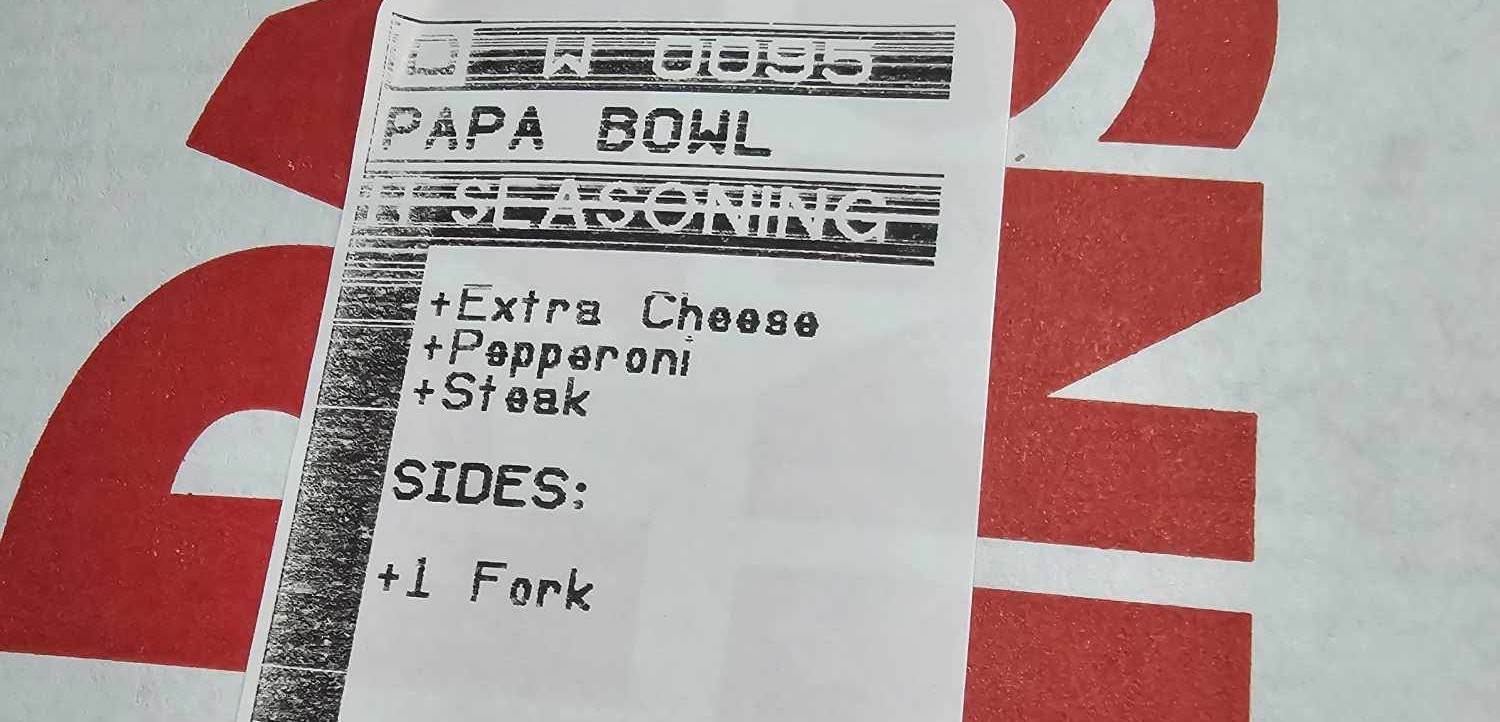 W 0095
PAPA BOWL
SEASONING
+Extra Cheese
+Pepperoni
+Steak
SIDES:
+1 Fork